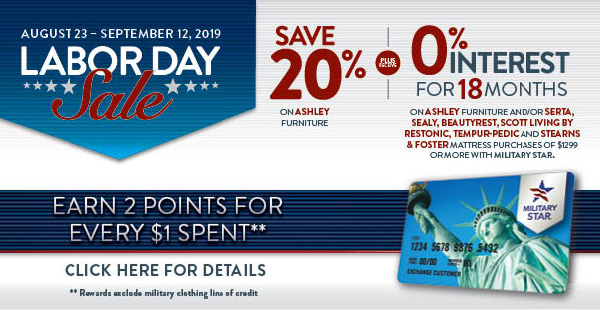 AUGUST 23 – SEPTEMBER 12, 2019
LABOR DAY
Sale
SAVE
20%
ON ASHLEY
FURNITURE
PLUS
RECEIVE
0% INTEREST
FOR 18 MONTHS
ON ASHLEY FURNITURE AND/OR SERTA,
SEALY, BEAUTYREST, SCOTT LIVING BY
RESTONIC, TEMPUR-PEDIC AND STEARNS
& FOSTER MATTRESS PURCHASES OF $1299
OR MORE WITH MILITARY STAR.
EARN 2 POINTS FOR
EVERY $1 SPENT**
CLICK HERE FOR DETAILS
** Rewards exclude military clothing line of credit
MILITARY
STAR
1234 5678 9876 5432
00/00
EXCHANGE CUSTOMER